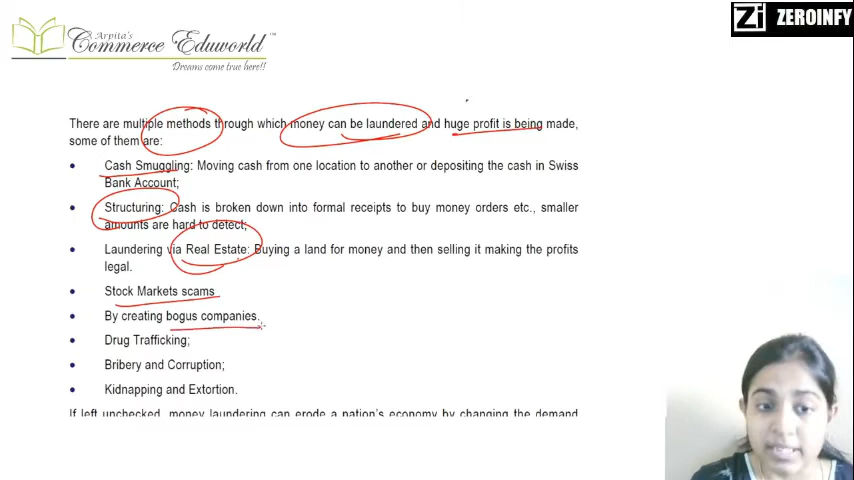 Arpita's
Commerce Eduworld™
Dreams come true here!!
Zi ZEROINFY
There are multiple methods through which money can be laundered and huge profit is being made,
some of them are:
• Cash Smuggling: Moving cash from one location to another or depositing the cash in Swiss
Bank Account;
• Structuring: Cash is broken down into formal receipts to buy money orders etc., smaller
amounts are hard to detect;
• Laundering via Real Estate: Buying a land for money and then selling it making the profits
legal.
• Stock Markets scams
• By creating bogus companies.
• Drug Trafficking;
• Bribery and Corruption;
• Kidnapping and Extortion.
If left unchecked, money laundering can erode a nation's economy by changing the demand